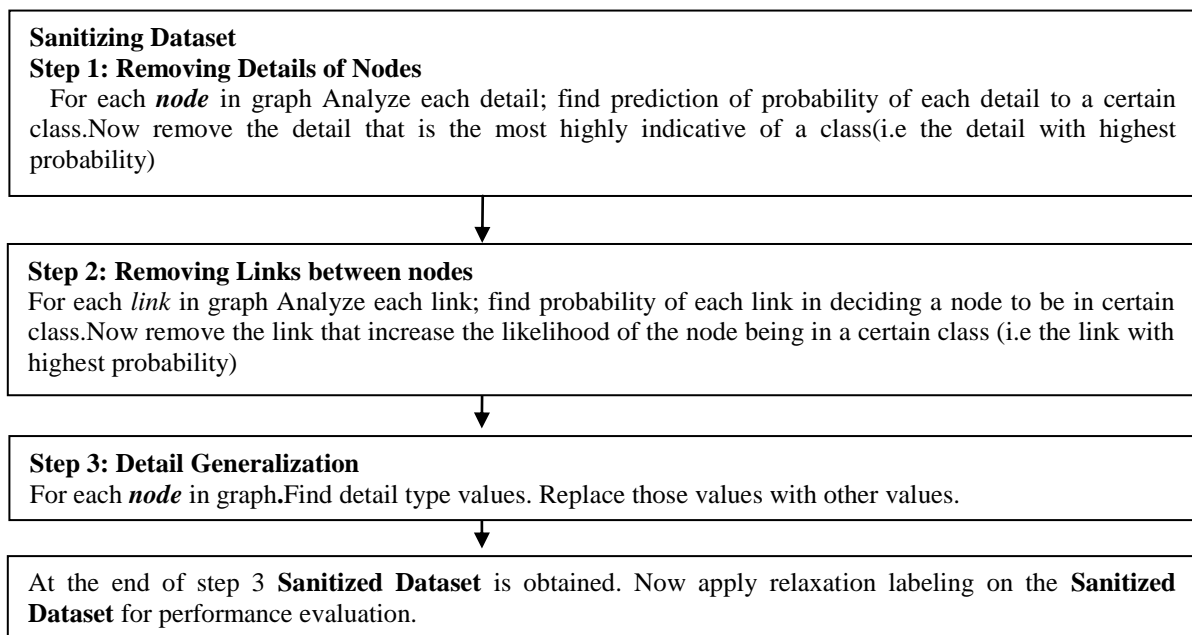 Sanitizing Dataset
Step 1: Removing Details of Nodes
For each node in graph Analyze each detail; find prediction of probability of each detail to a certain
class.Now remove the detail that is the most highly indicative of a class(i.e the detail with highest
probability)
Step 2: Removing Links between nodes
For each link in graph Analyze each link; find probability of each link in deciding a node to be in certain
class.Now remove the link that increase the likelihood of the node being in a certain class (i.e the link with
highest probability)
Step 3: Detail Generalization
For each node in graph.Find detail type values. Replace those values with other values.
At the end of step 3 Sanitized Dataset is obtained. Now apply relaxation labeling on the Sanitized
Dataset for performance evaluation.